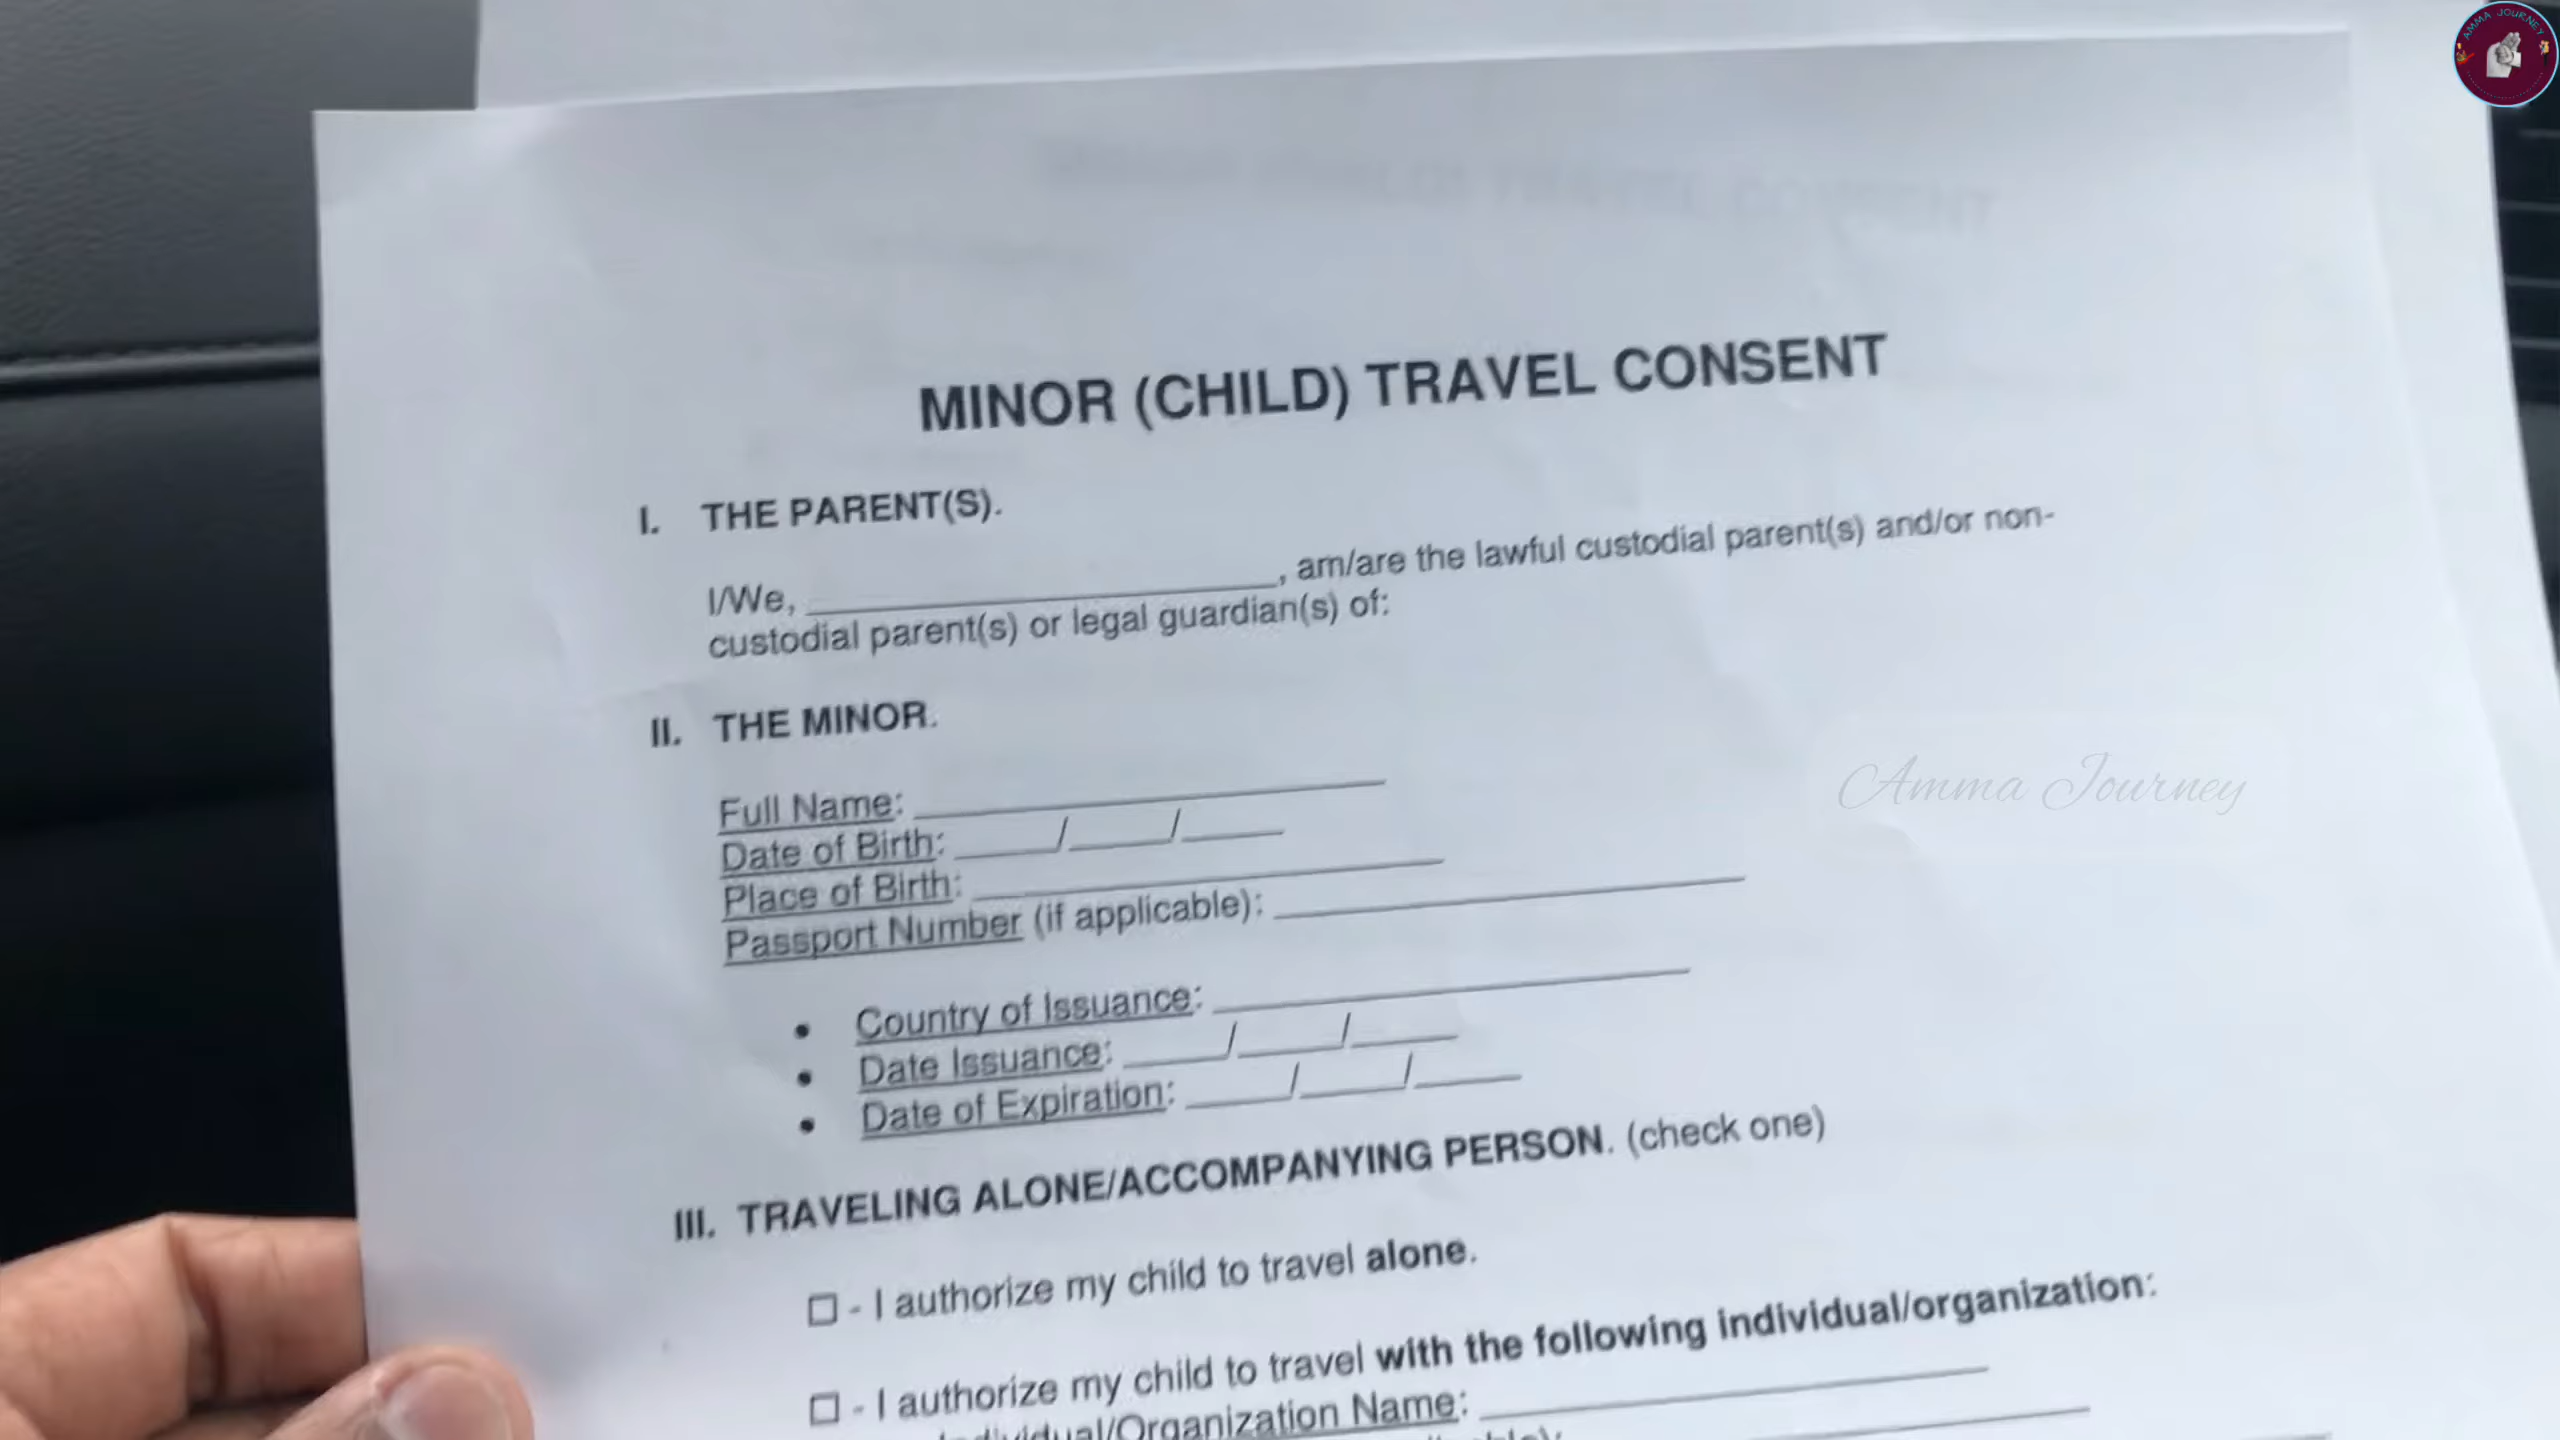 AMMA JOURNEY
MINOR (CHILD) TRAVEL CONSENT
I. THE PARENT(S).
I/We, ____________________, am/are the lawful custodial parent(s) and/or non-
custodial parent(s) or legal guardian(s) of:
II. THE MINOR.
Full Name: ____________________
Date of Birth: ____/____/____
Place of Birth: ____________________
Passport Number (if applicable): ____________________
• Country of Issuance: ____________________
• Date Issuance: ____/____/____
• Date of Expiration: ____/____/____
III. TRAVELING ALONE/ACCOMPANYING PERSON. (check one)
☐ - I authorize my child to travel alone.
☐ - I authorize my child to travel with the following individual/organization:
Individual/Organization Name: ____________________
Amma Journey